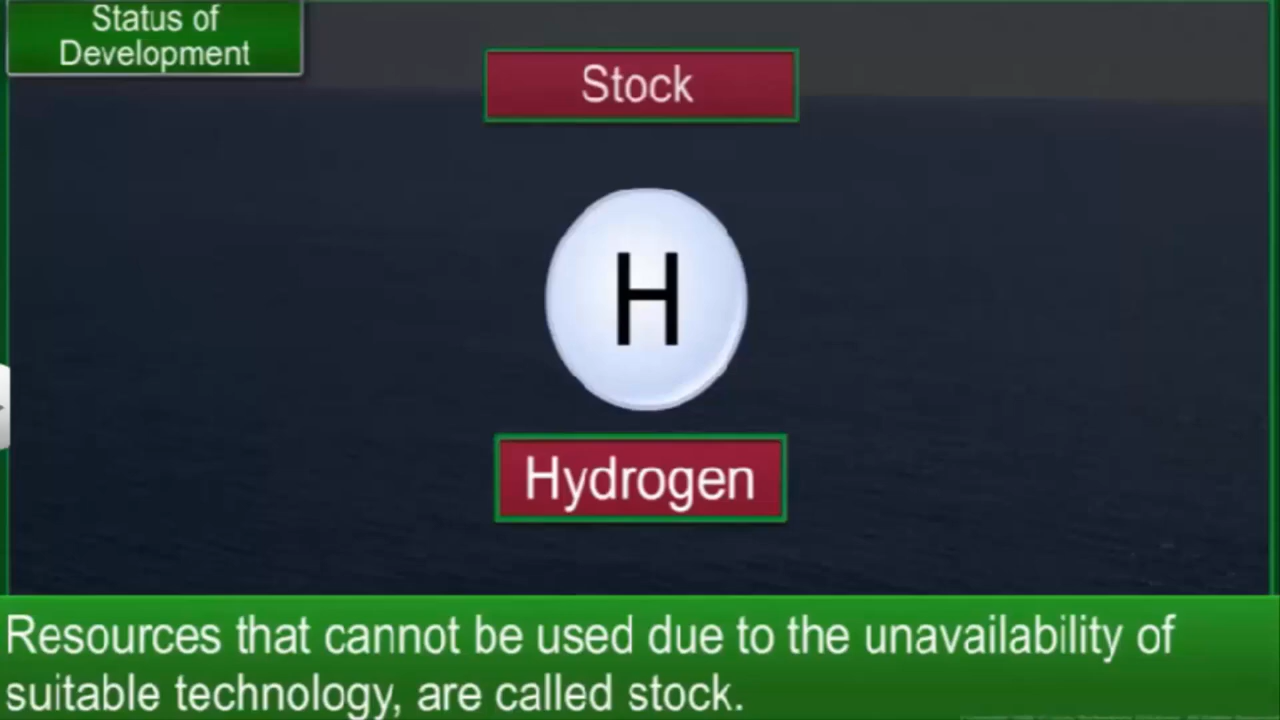 Status of
Development
Stock
H
Hydrogen
Resources that cannot be used due to the unavailability of
suitable technology, are called stock.